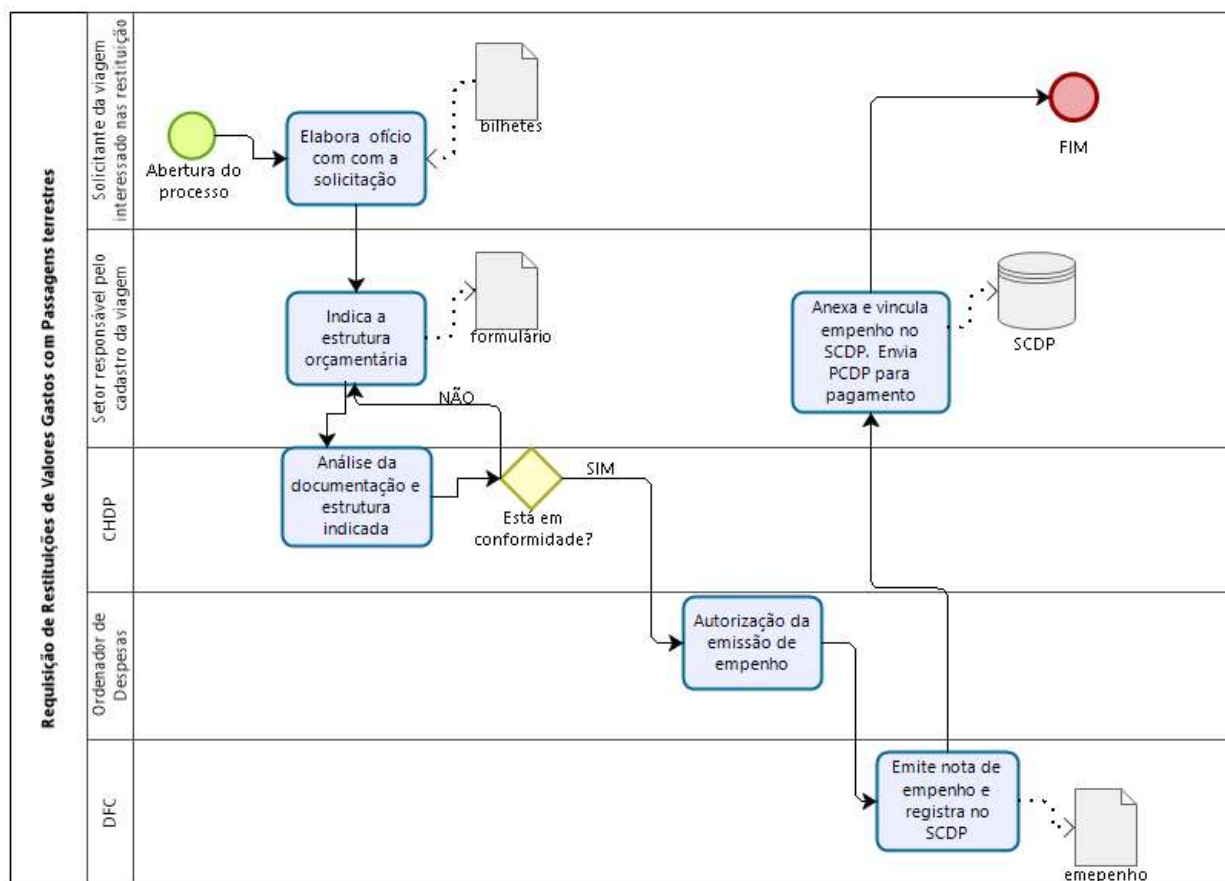 Requisição de Restituições de Valores Gastos com Passagens terrestres
Solicitante da viagem
interessado nas restituição
Abertura do
processo
Elabora ofício
com com a
solicitação
bilhetes
FIM
Setor responsável pelo
cadastro da viagem
Indica a
estrutura
orçamentária
formulário
Anexa e vincula
empenho no
SCDP. Envia
PCDP para
pagamento
SCDP
NÃO
CHDP
Análise da
documentação e
estrutura
indicada
Está em
conformidade?
SIM
Ordenador de
Despesas
Autorização da
emissão de
empenho
DFC
Emite nota de
empenho e
registra no
SCDP
emepenho